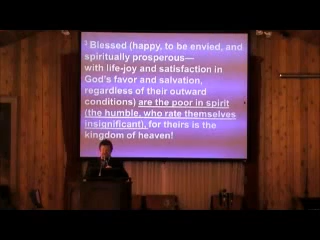 3 Blessed (happy, to be envied, and
spiritually prosperous—
with life-joy and satisfaction in
God's favor and salvation,
regardless of their outward
conditions) are the poor in spirit
(the humble, who rate themselves
insignificant), for theirs is the
kingdom of heaven!